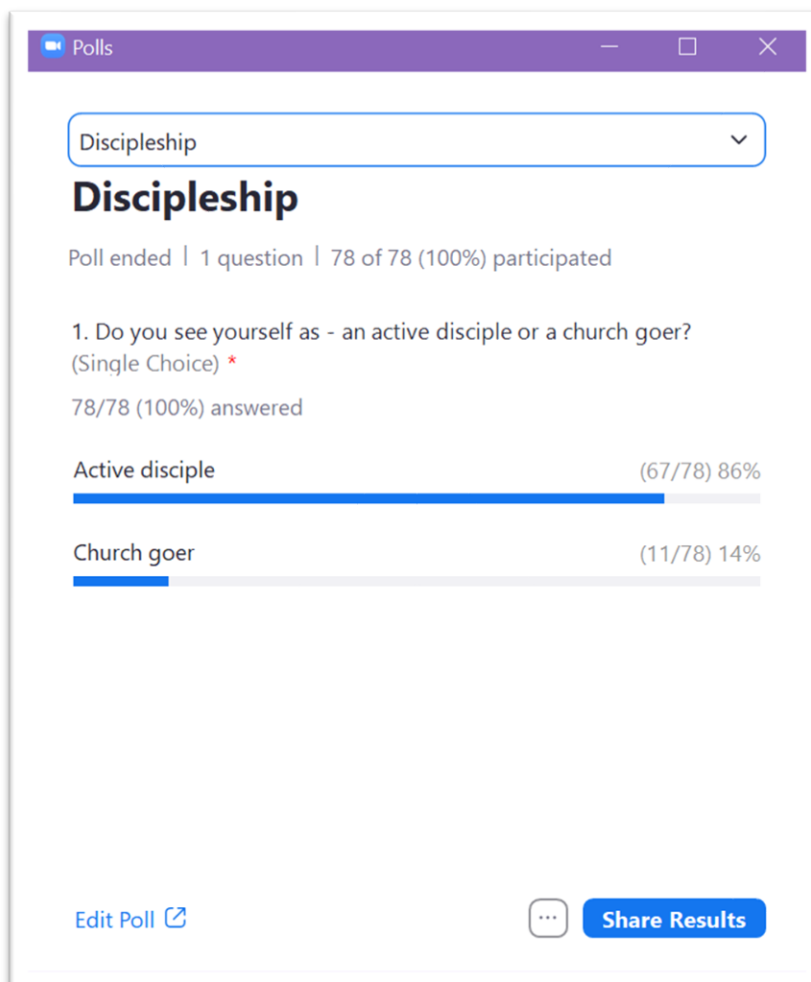 Polls
Discipleship
Discipleship
Poll ended | 1 question | 78 of 78 (100%) participated
1. Do you see yourself as - an active disciple or a church goer?
(Single Choice) *
78/78 (100%) answered
Active disciple (67/78) 86%
Church goer (11/78) 14%
Edit Poll ... Share Results